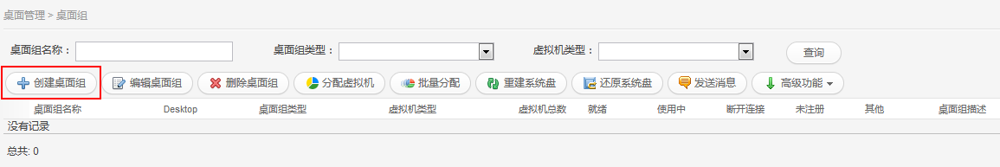 桌面管理 > 桌面组
桌面组名称： 桌面组类型： 虚拟机类型： 查询
创建桌面组 编辑桌面组 删除桌面组 分配虚拟机 批量分配 重建系统盘 还原系统盘 发送消息 高级功能
桌面组名称 Desktop 桌面组类型 虚拟机类型 虚拟机总数 就绪 使用中 断开连接 未注册 其他 桌面组描述
没有记录
总共: 0